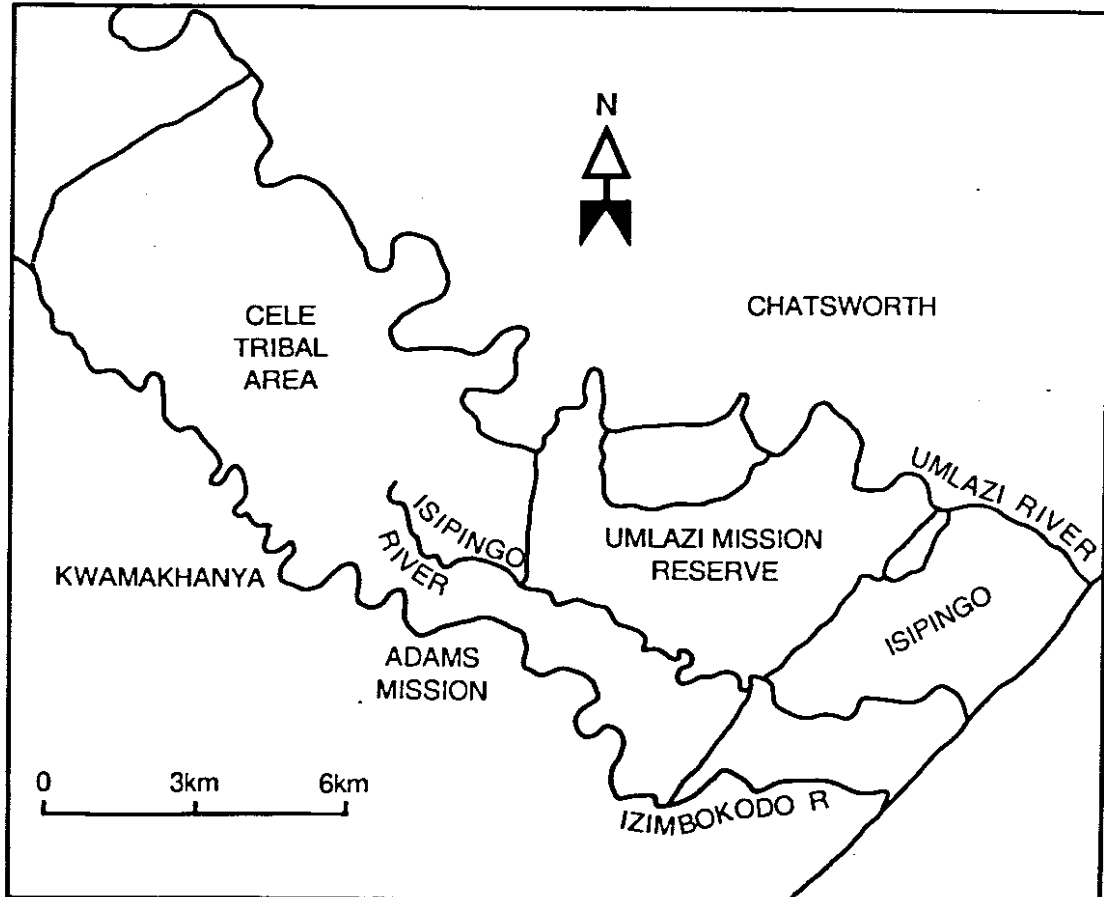 N
CHATSWORTH
CELE
TRIBAL
AREA
UMLAZI RIVER
ISIPINGO
RIVER
UMLAZI MISSION
RESERVE
KWAMAKHANYA
ISIPINGO
ADAMS
MISSION
0 3km 6km
IZIMBOKODO R